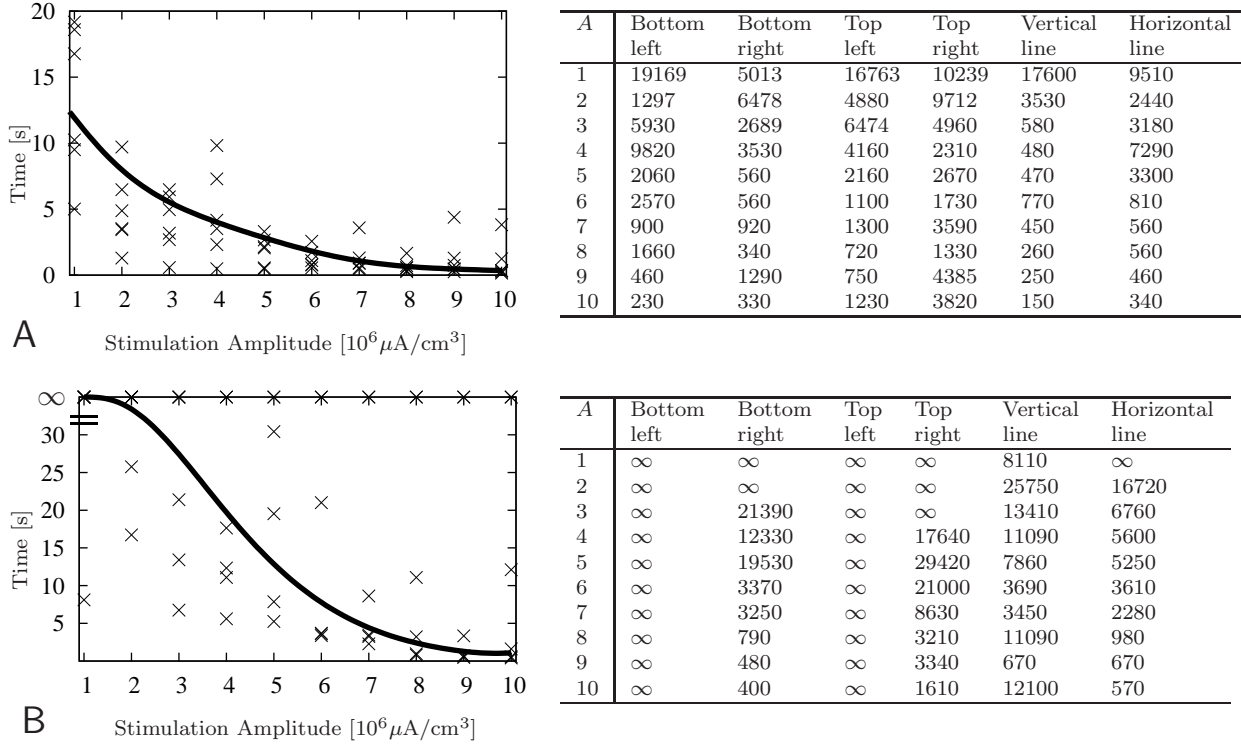 20
15
10
5
0
Time [s]
1 2 3 4 5 6 7 8 9 10
Stimulation Amplitude [10⁶μA/cm³]
A
A Bottom left Bottom right Top left Top right Vertical line Horizontal line
1 19169 5013 16763 10239 17600 9510
2 1297 6478 4880 9712 3530 2440
3 5930 2689 6474 4960 580 3180
4 9820 3530 4160 2310 480 7290
5 2060 560 2160 2670 470 3300
6 2570 560 1100 1730 770 810
7 900 920 1300 3590 450 560
8 1660 340 720 1330 260 560
9 460 1290 750 4385 250 460
10 230 330 1230 3820 150 340
∞
30
25
20
15
10
5
Time [s]
1 2 3 4 5 6 7 8 9 10
Stimulation Amplitude [10⁶μA/cm³]
B
A Bottom left Bottom right Top left Top right Vertical line Horizontal line
1 ∞ ∞ ∞ ∞ 8110 ∞
2 ∞ ∞ ∞ ∞ 25750 16720
3 ∞ 21390 ∞ ∞ 13410 6760
4 ∞ 12330 ∞ 17640 11090 5600
5 ∞ 19530 ∞ 29420 7860 5250
6 ∞ 3370 ∞ 21000 3690 3610
7 ∞ 3250 ∞ 8630 3450 2280
8 ∞ 790 ∞ 3210 11090 980
9 ∞ 480 ∞ 3340 670 670
10 ∞ 400 ∞ 1610 12100 570